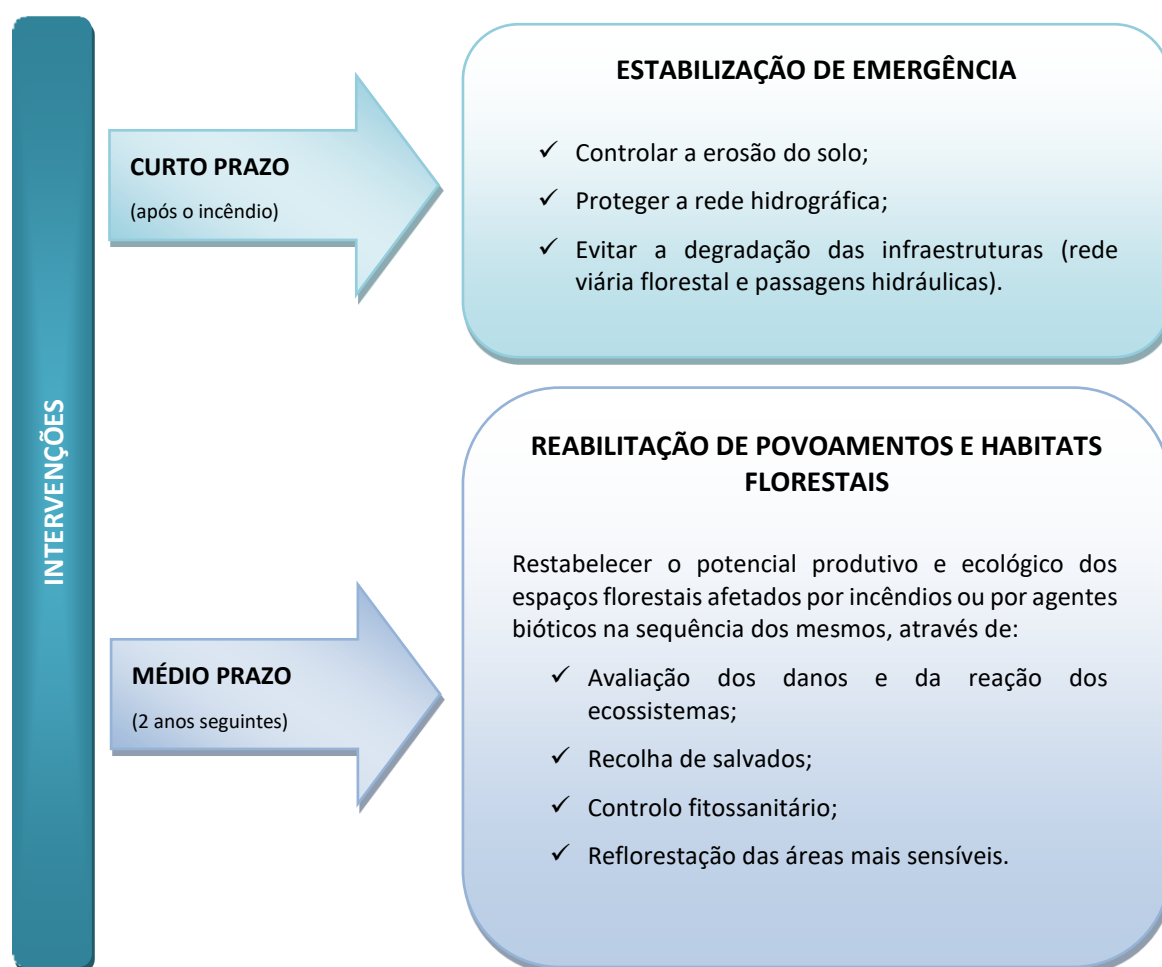 INTERVENÇÕES
CURTO PRAZO
(após o incêndio)
ESTABILIZAÇÃO DE EMERGÊNCIA
✓ Controlar a erosão do solo;
✓ Proteger a rede hidrográfica;
✓ Evitar a degradação das infraestruturas (rede
viária florestal e passagens hidráulicas).
MÉDIO PRAZO
(2 anos seguintes)
REABILITAÇÃO DE POVOAMENTOS E HABITATS
FLORESTAIS
Restabelecer o potencial produtivo e ecológico dos
espaços florestais afetados por incêndios ou por agentes
bióticos na sequência dos mesmos, através de:
✓ Avaliação dos danos e da reação dos
ecossistemas;
✓ Recolha de salvados;
✓ Controlo fitossanitário;
✓ Reflorestação das áreas mais sensíveis.